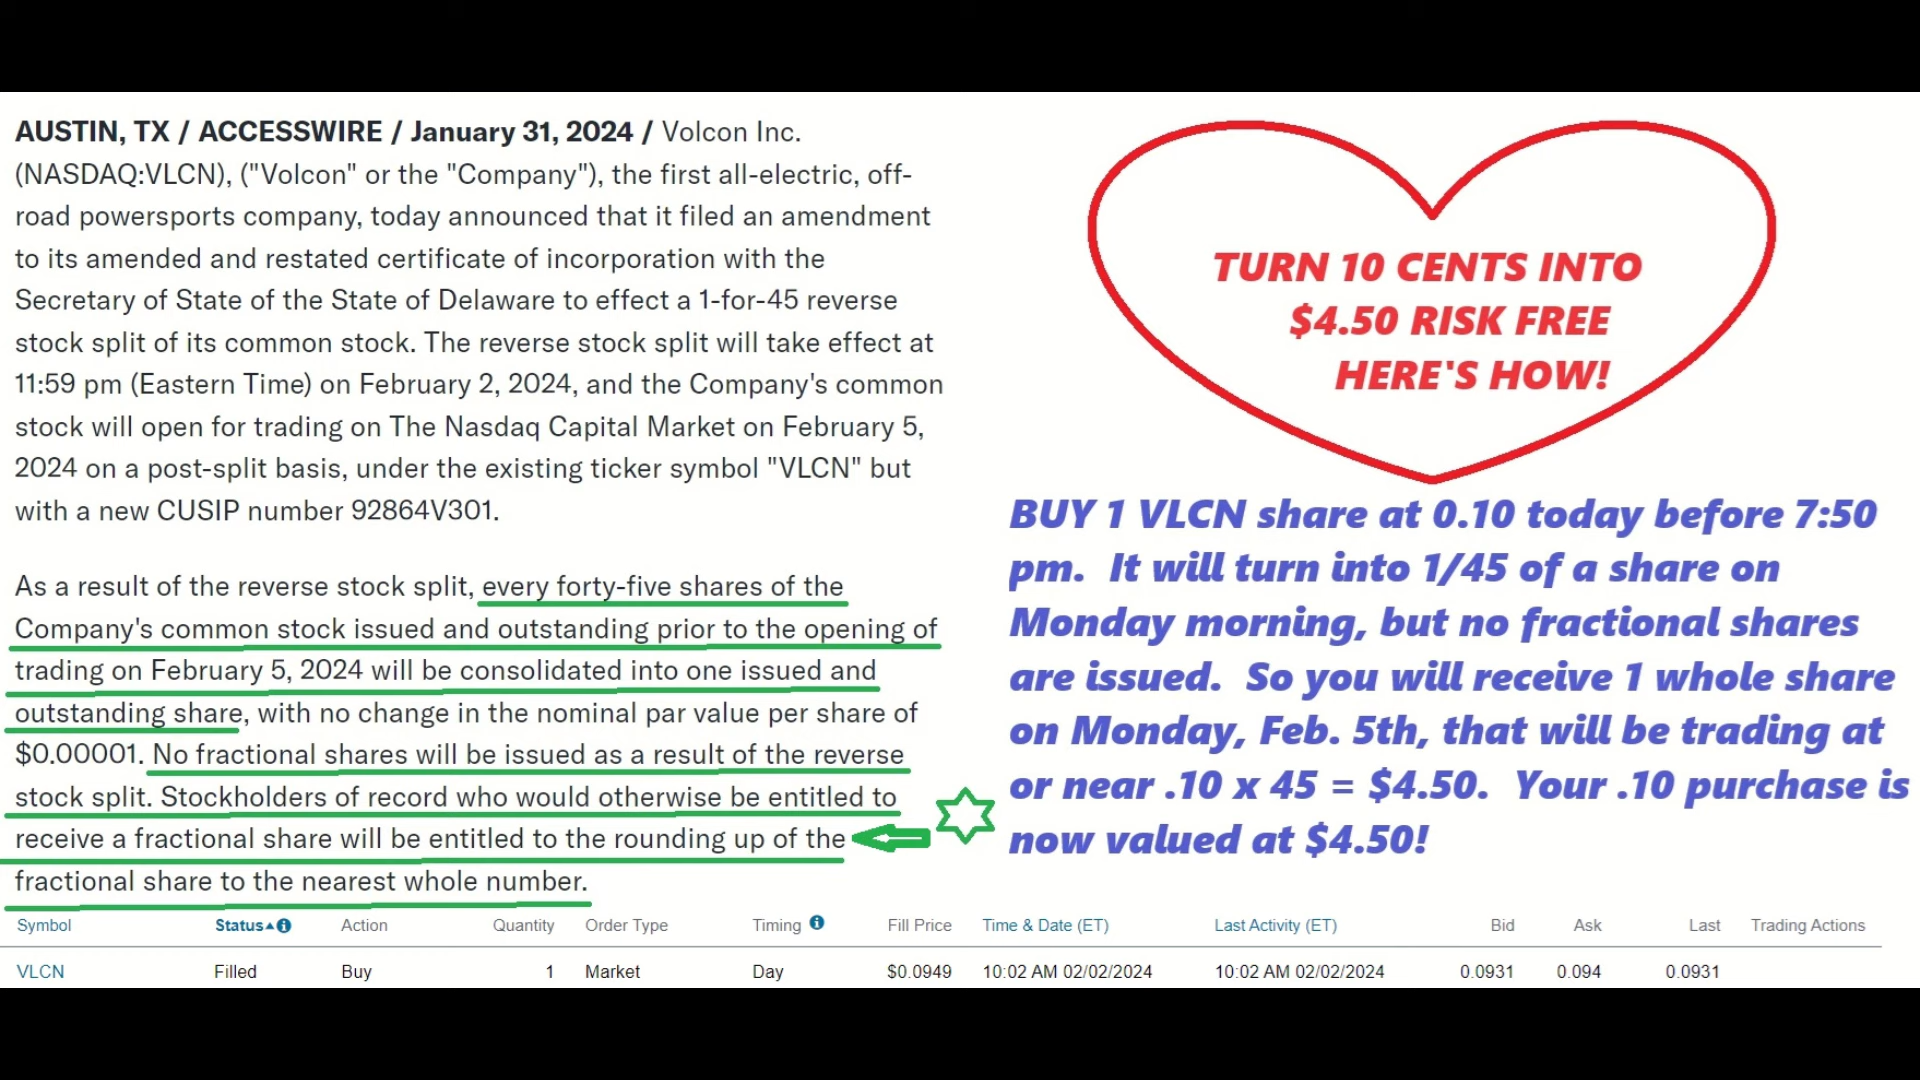 AUSTIN, TX / ACCESSWIRE / January 31, 2024 / Volcon Inc.
(NASDAQ:VLCN), ("Volcon" or the "Company"), the first all-electric, off-
road powersports company, today announced that it filed an amendment
to its amended and restated certificate of incorporation with the
Secretary of State of the State of Delaware to effect a 1-for-45 reverse
stock split of its common stock. The reverse stock split will take effect at
11:59 pm (Eastern Time) on February 2, 2024, and the Company's common
stock will open for trading on The Nasdaq Capital Market on February 5,
2024 on a post-split basis, under the existing ticker symbol "VLCN" but
with a new CUSIP number 92864V301.
As a result of the reverse stock split, every forty-five shares of the
Company's common stock issued and outstanding prior to the opening of
trading on February 5, 2024 will be consolidated into one issued and
outstanding share, with no change in the nominal par value per share of
$0.00001. No fractional shares will be issued as a result of the reverse
stock split. Stockholders of record who would otherwise be entitled to
receive a fractional share will be entitled to the rounding up of the
fractional share to the nearest whole number.
TURN 10 CENTS INTO
$4.50 RISK FREE
HERE'S HOW!
BUY 1 VLCN share at 0.10 today before 7:50
pm. It will turn into 1/45 of a share on
Monday morning, but no fractional shares
are issued. So you will receive 1 whole share
on Monday, Feb. 5th, that will be trading at
or near .10 x 45 = $4.50. Your .10 purchase is
now valued at $4.50!
Symbol Status Action Quantity Order Type Timing Fill Price Time & Date (ET) Last Activity (ET) Bid Ask Last Trading Actions
VLCN Filled Buy 1 Market Day $0.0949 10:02 AM 02/02/2024 10:02 AM 02/02/2024 0.0931 0.094 0.0931